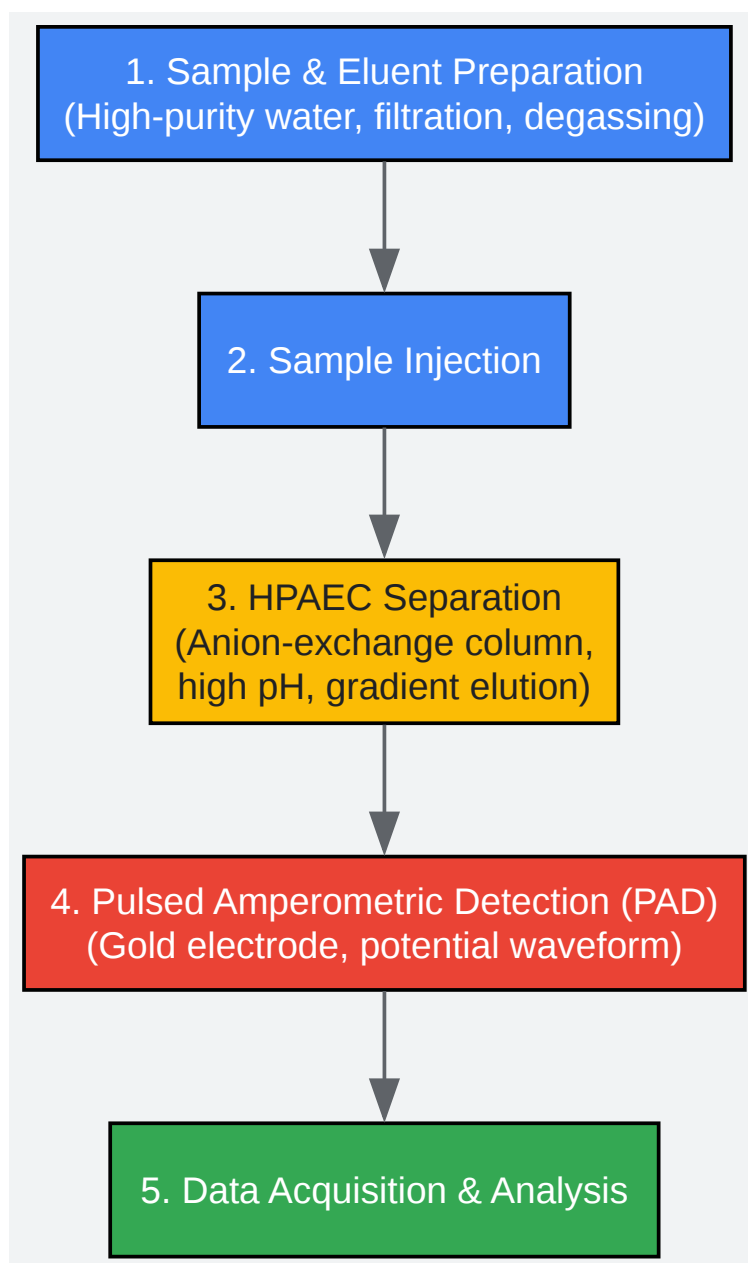 1. Sample & Eluent Preparation
(High-purity water, filtration, degassing)
2. Sample Injection
3. HPAEC Separation
(Anion-exchange column,
high pH, gradient elution)
4. Pulsed Amperometric Detection (PAD)
(Gold electrode, potential waveform)
5. Data Acquisition & Analysis